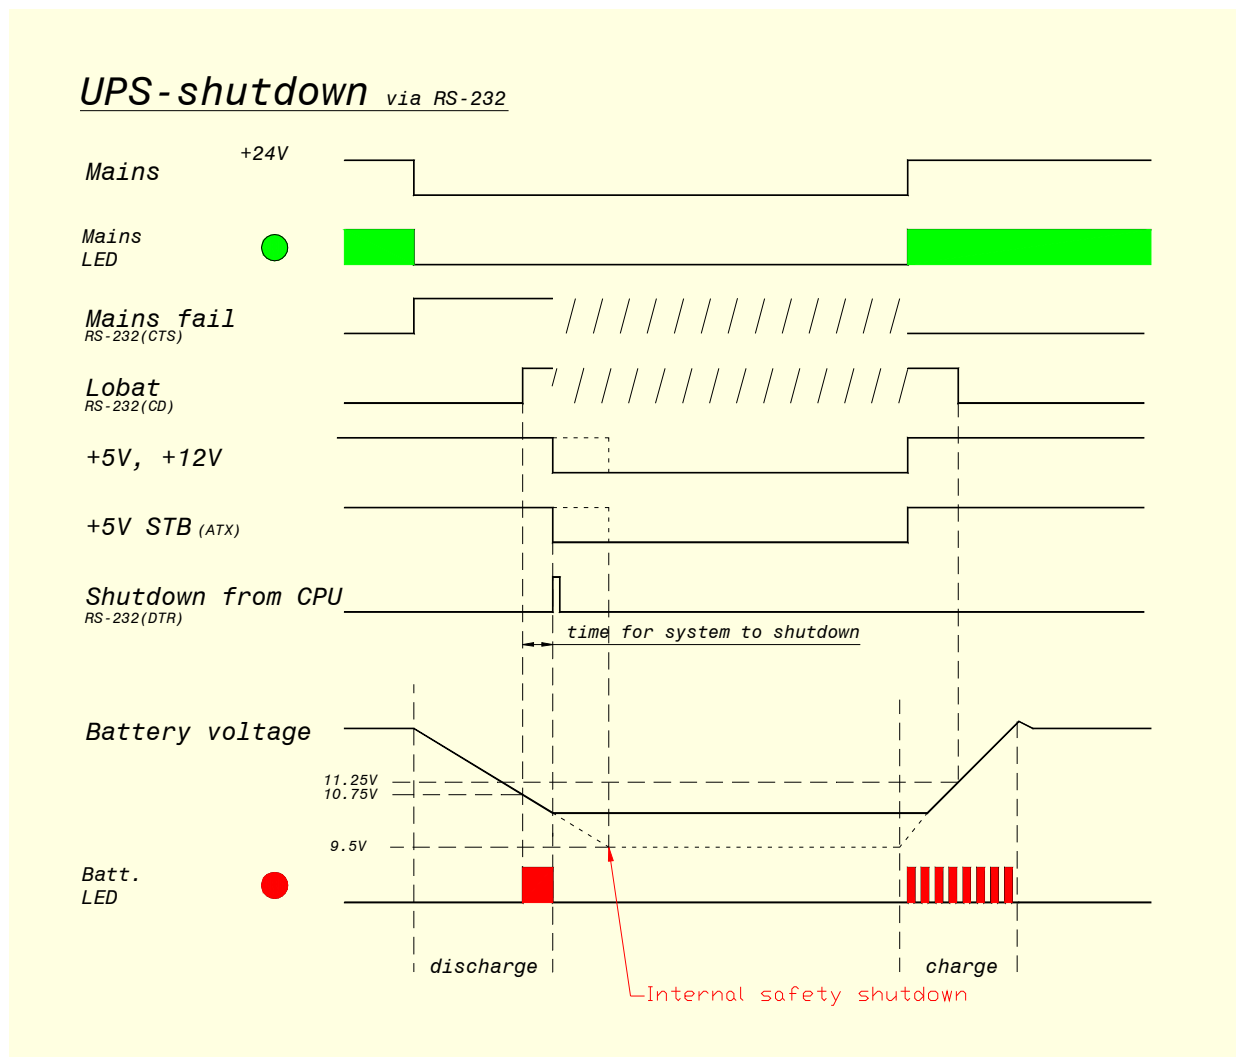 UPS-shutdown via RS-232
+24V
Mains
Mains
LED
Mains fail
RS-232(CTS)
Lobat
RS-232(CD)
+5V, +12V
+5V STB (ATX)
Shutdown from CPU
RS-232(DTR)
time for system to shutdown
Battery voltage
11.25V
10.75V
9.5V
Batt.
LED
discharge
charge
Internal safety shutdown